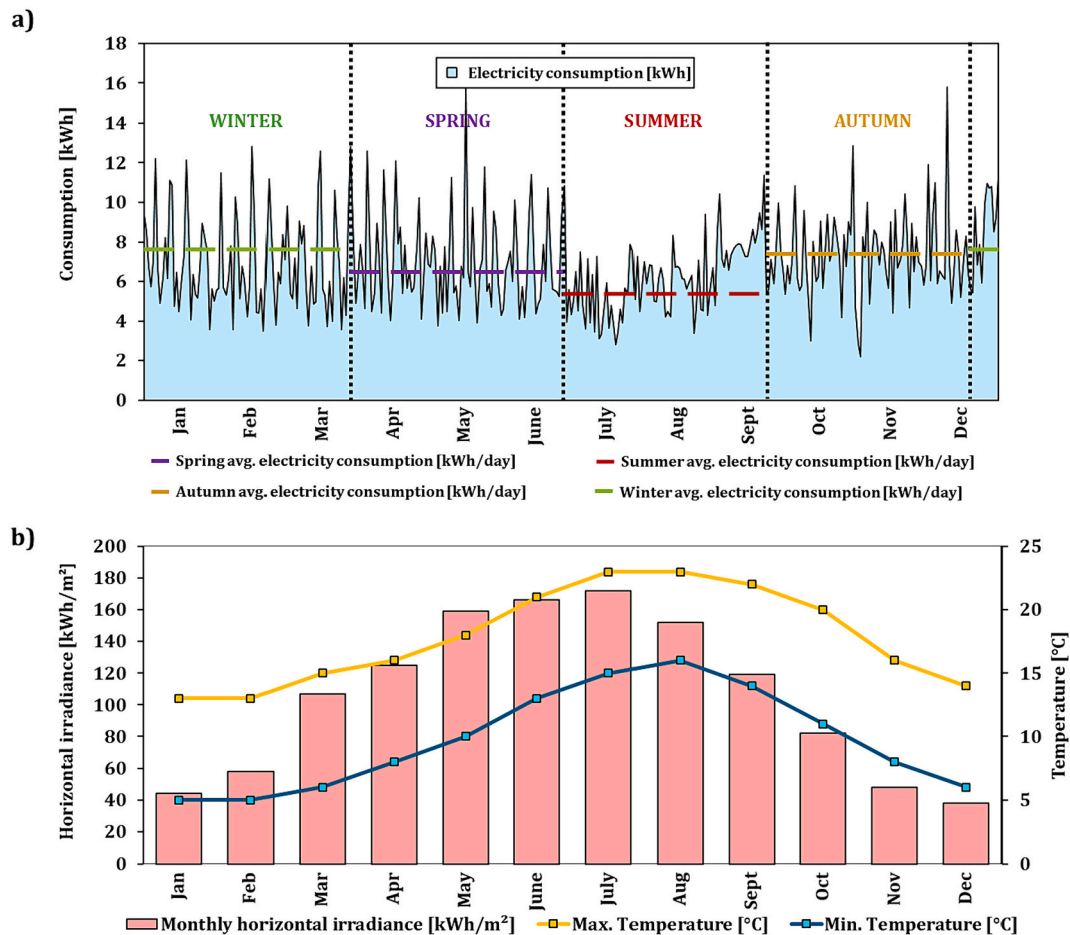 a)
18
16
14
12
10
8
6
4
2
0
Consumption [kWh]
Electricity consumption [kWh]
WINTER
SPRING
SUMMER
AUTUMN
Jan
Feb
Mar
Apr
May
June
July
Aug
Sept
Oct
Nov
Dec
Spring avg. electricity consumption [kWh/day]
Summer avg. electricity consumption [kWh/day]
Autumn avg. electricity consumption [kWh/day]
Winter avg. electricity consumption [kWh/day]
b)
200
180
160
140
120
100
80
60
40
20
0
Horizontal irradiance [kWh/m²]
25
20
15
10
5
0
Temperature [°C]
Jan
Feb
Mar
Apr
May
June
July
Aug
Sept
Oct
Nov
Dec
Monthly horizontal irradiance [kWh/m²]
Max. Temperature [°C]
Min. Temperature [°C]